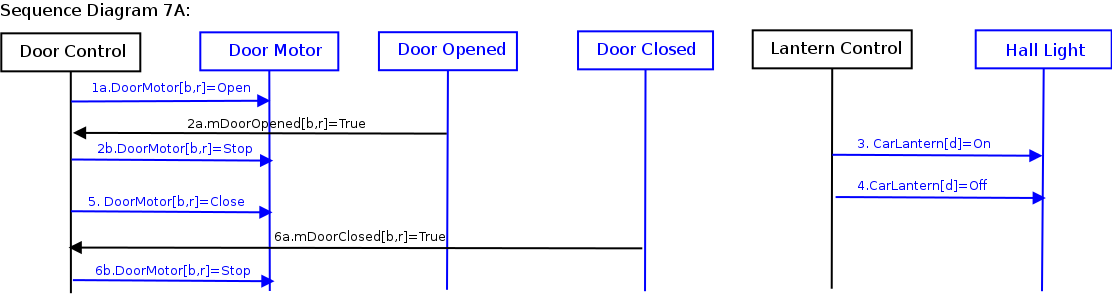 Sequence Diagram 7A:
Door Control
Door Motor
Door Opened
Door Closed
Lantern Control
Hall Light
1a.DoorMotor[b,r]=Open
2a.mDoorOpened[b,r]=True
2b.DoorMotor[b,r]=Stop
3. CarLantern[d]=On
4.CarLantern[d]=Off
5. DoorMotor[b,r]=Close
6a.mDoorClosed[b,r]=True
6b.DoorMotor[b,r]=Stop